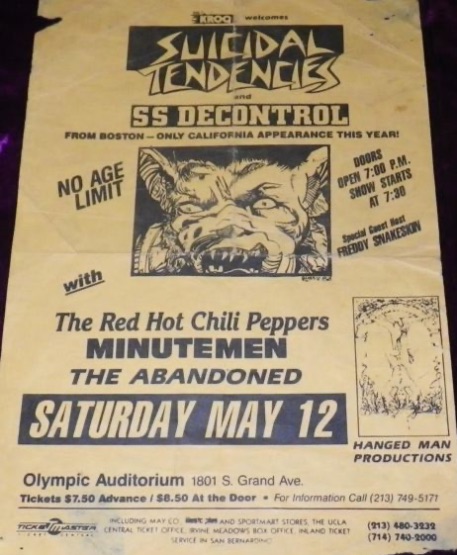 KROQ welcomes
SUICIDAL
TENDENCIES
and
SS DECONTROL
FROM BOSTON – ONLY CALIFORNIA APPEARANCE THIS YEAR!
NO AGE
LIMIT
DOORS
OPEN 7:00 P.M.
SHOW STARTS
AT 7:30
Special Guest Host
FREDDY SNAKESKIN
with
The Red Hot Chili Peppers
MINUTEMEN
THE ABANDONED
SATURDAY MAY 12
HANGED MAN
PRODUCTIONS
Olympic Auditorium 1801 S. Grand Ave.
Tickets $7.50 Advance / $8.50 At the Door • For Information Call (213) 749-5171
TICKETMASTER
INCLUDING MAY CO. AND SPORTMART STORES, THE UCLA
CENTRAL TICKET OFFICE, IRVINE MEADOWS BOX OFFICE, INLAND TICKET
SERVICE IN SAN BERNARDINO
(213) 480-3232
(714) 740-2000